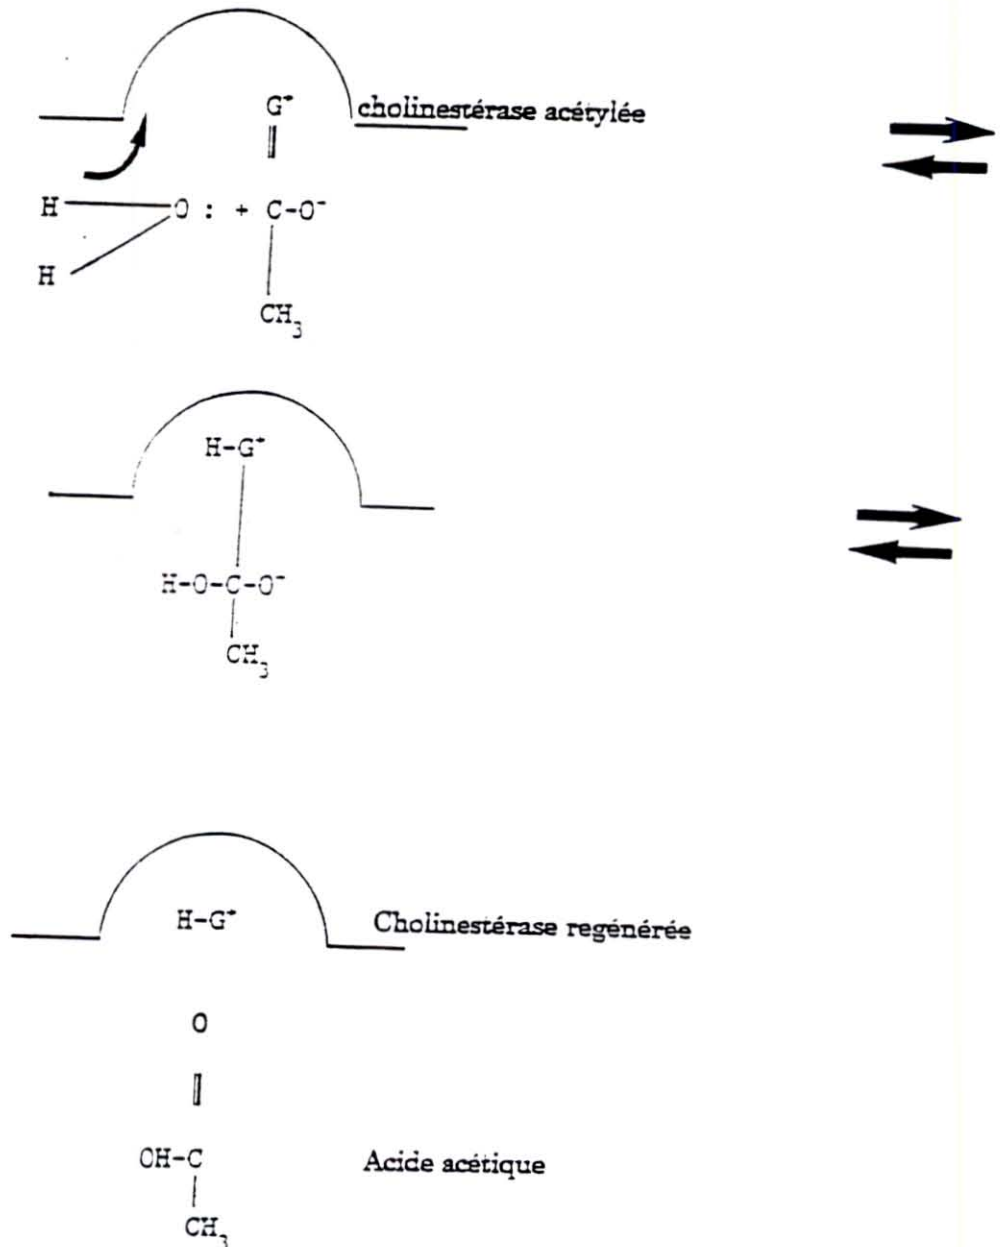 G⁺ cholinestérase acétylée
H O : + C-O⁻
H
CH₃
H-G⁺
H-O-C-O⁻
CH₃
H-G⁺ Cholinestérase regénérée
O
OH-C Acide acétique
CH₃